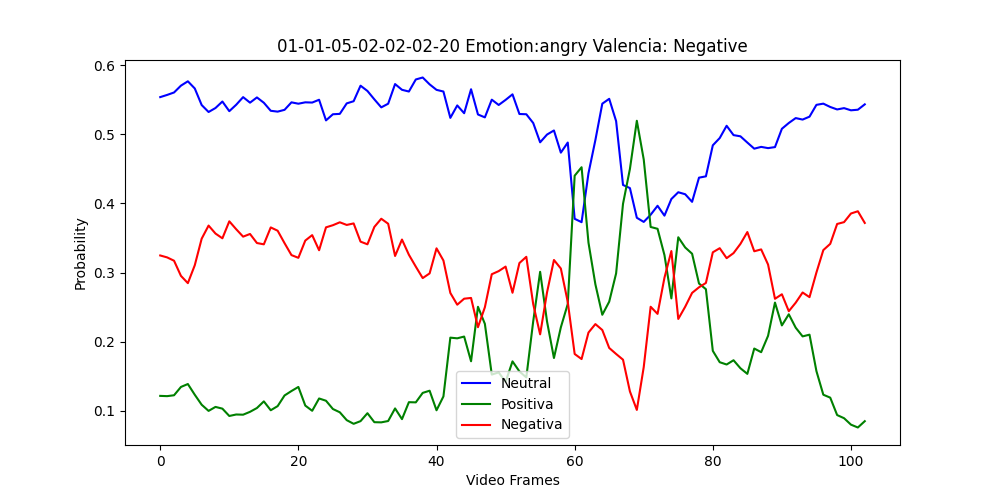 01-01-05-02-02-02-20 Emotion:angry Valencia: Negative
Probability
0.6
0.5
0.4
0.3
0.2
0.1
Neutral
Positiva
Negativa
0 20 40 60 80 100
Video Frames